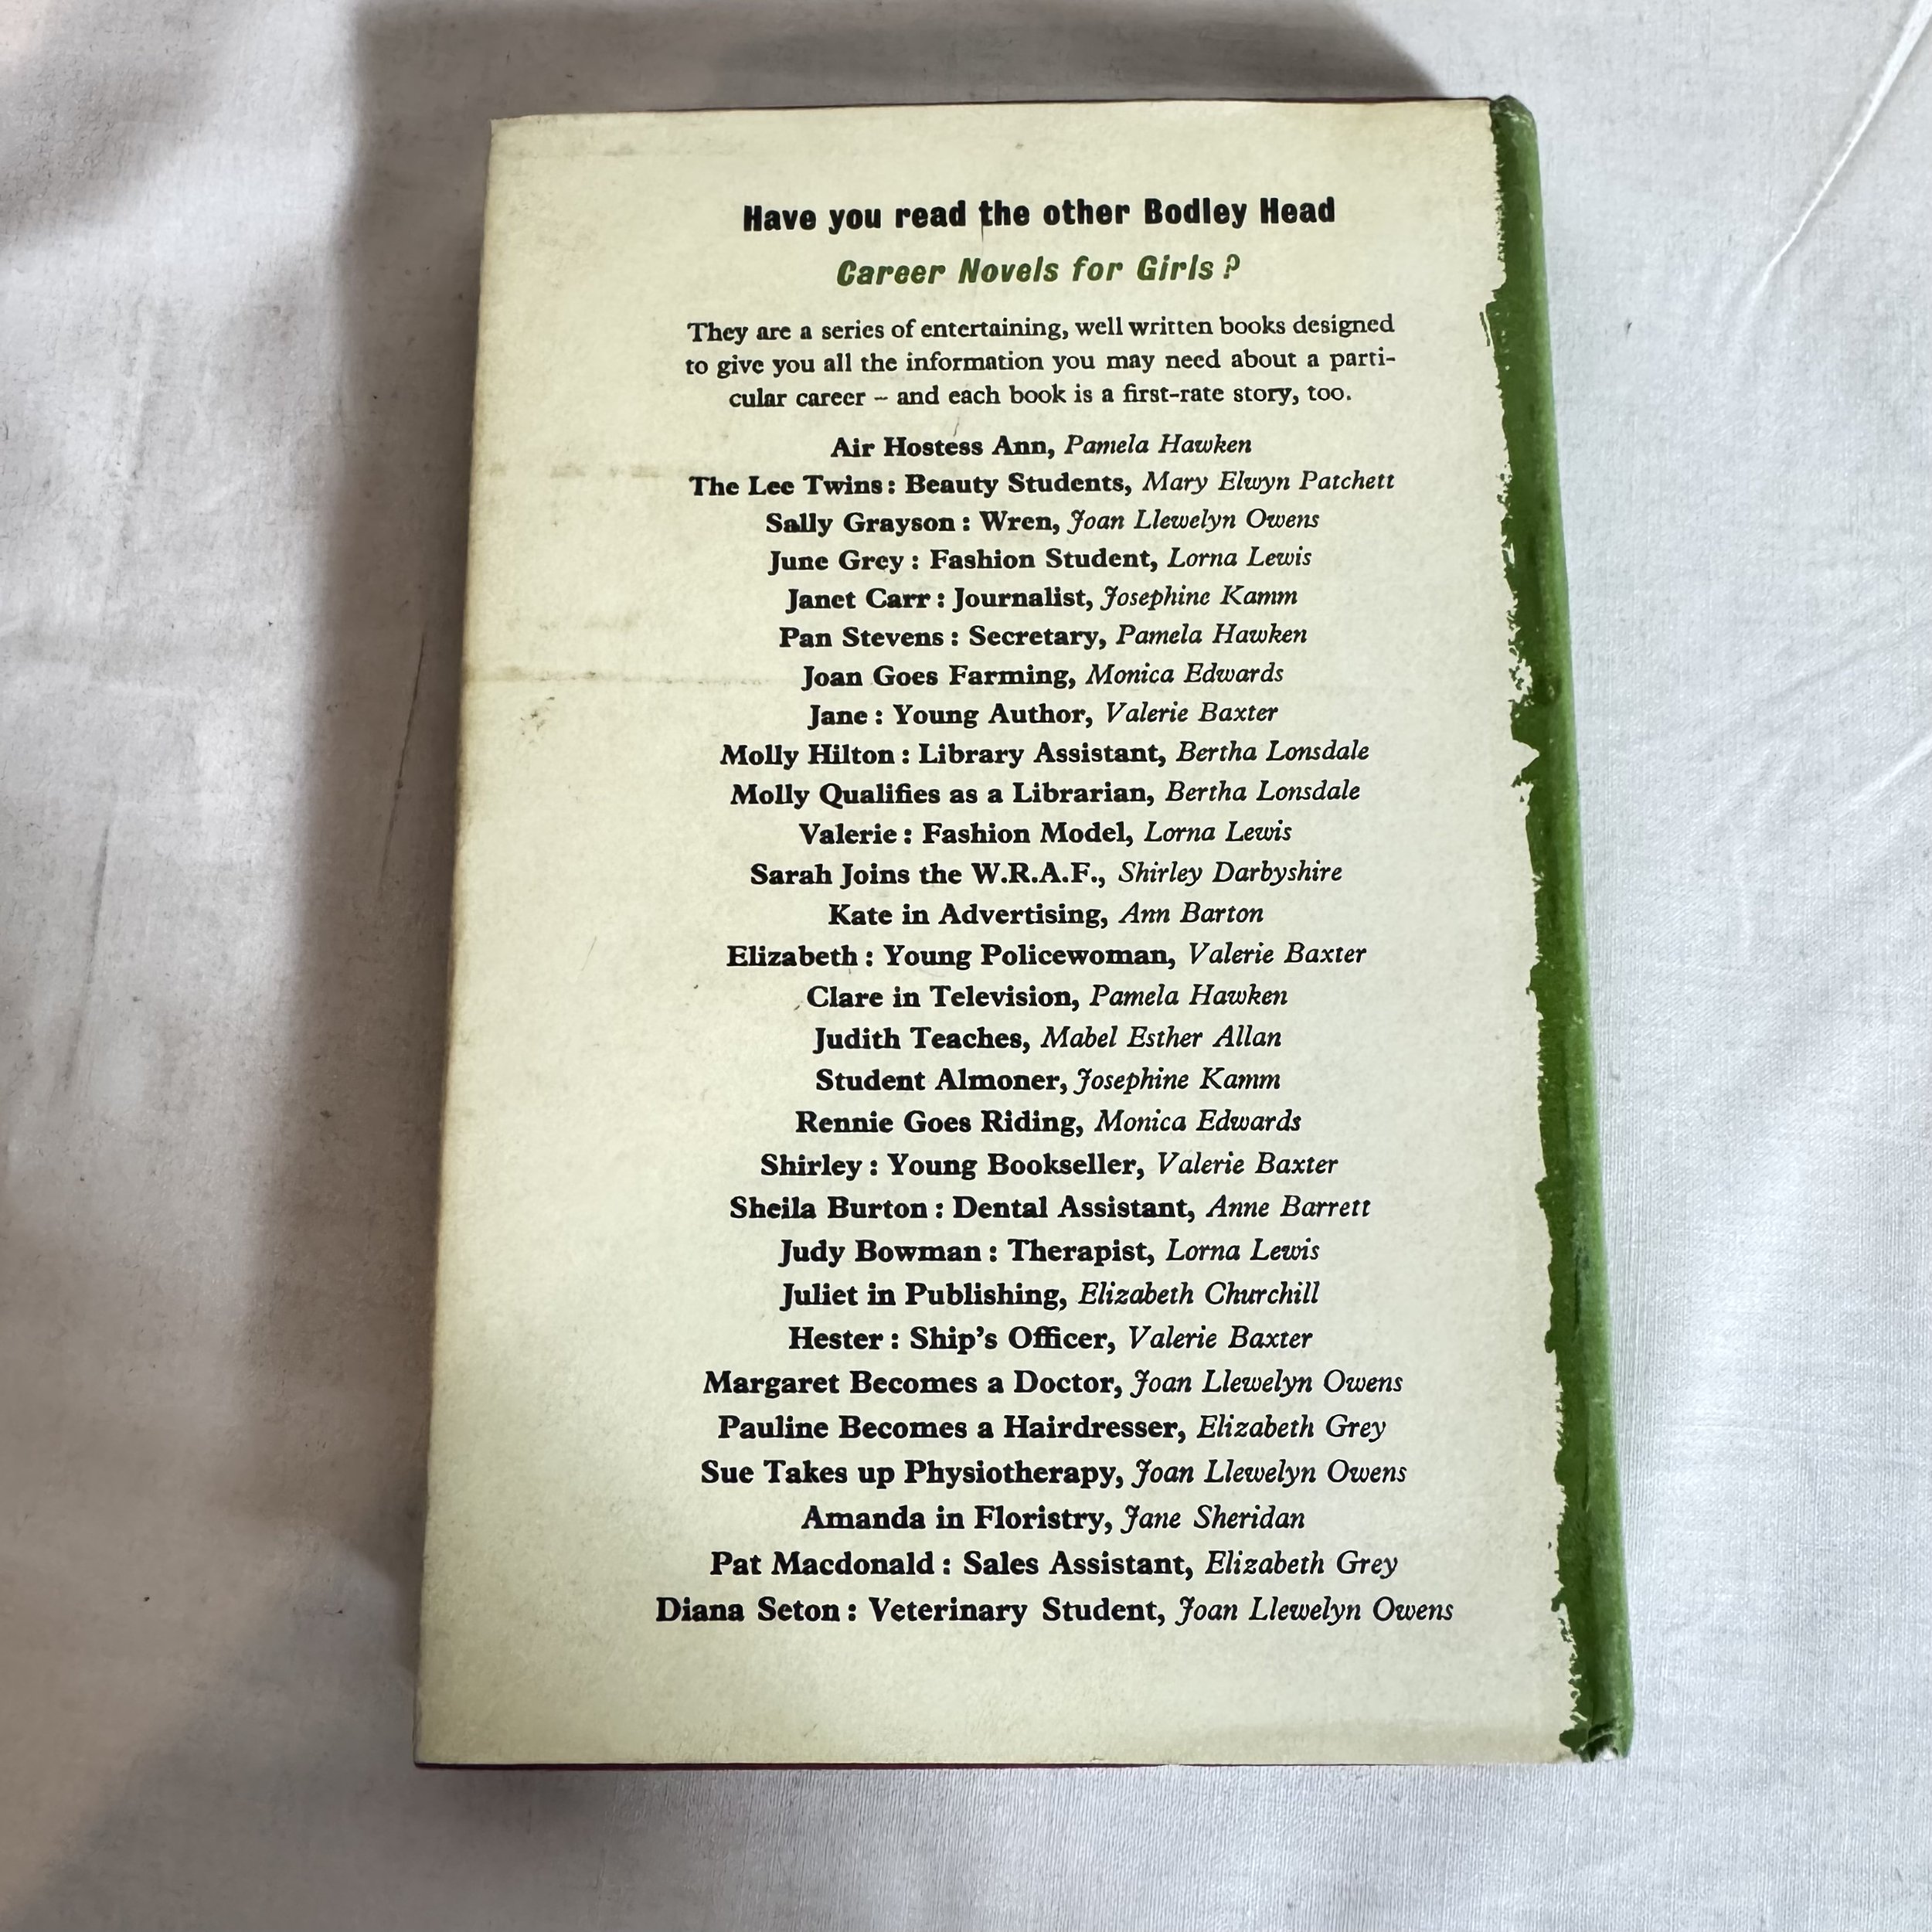 Have you read the other Bodley Head
Career Novels for Girls?
They are a series of entertaining, well written books designed
to give you all the information you may need about a parti-
cular career – and each book is a first-rate story, too.
Air Hostess Ann, Pamela Hawken
The Lee Twins: Beauty Students, Mary Elwyn Patchett
Sally Grayson: Wren, Joan Llewelyn Owens
June Grey: Fashion Student, Lorna Lewis
Janet Carr: Journalist, Josephine Kamm
Pan Stevens: Secretary, Pamela Hawken
Joan Goes Farming, Monica Edwards
Jane: Young Author, Valerie Baxter
Molly Hilton: Library Assistant, Bertha Lonsdale
Molly Qualifies as a Librarian, Bertha Lonsdale
Valerie: Fashion Model, Lorna Lewis
Sarah Joins the W.R.A.F., Shirley Darbyshire
Kate in Advertising, Ann Barton
Elizabeth: Young Policewoman, Valerie Baxter
Clare in Television, Pamela Hawken
Judith Teaches, Mabel Esther Allan
Student Almoner, Josephine Kamm
Rennie Goes Riding, Monica Edwards
Shirley: Young Bookseller, Valerie Baxter
Sheila Burton: Dental Assistant, Anne Barrett
Judy Bowman: Therapist, Lorna Lewis
Juliet in Publishing, Elizabeth Churchill
Hester: Ship's Officer, Valerie Baxter
Margaret Becomes a Doctor, Joan Llewelyn Owens
Pauline Becomes a Hairdresser, Elizabeth Grey
Sue Takes up Physiotherapy, Joan Llewelyn Owens
Amanda in Floristry, Jane Sheridan
Pat Macdonald: Sales Assistant, Elizabeth Grey
Diana Seton: Veterinary Student, Joan Llewelyn Owens